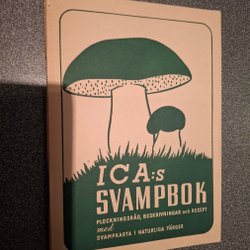 ICA:s
SVAMPBOK
PLOCKNINGSRÅD, BESKRIVNINGAR och RECEPT
med
SVAMPKARTA I NATURLIGA FÄRGER